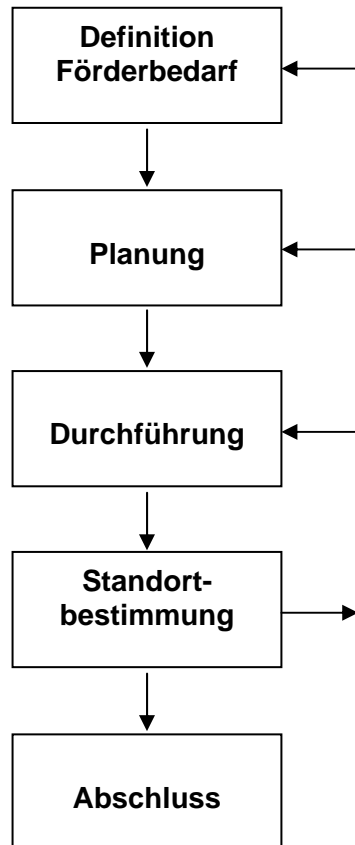 Definition
Förderbedarf
Planung
Durchführung
Standort-
bestimmung
Abschluss